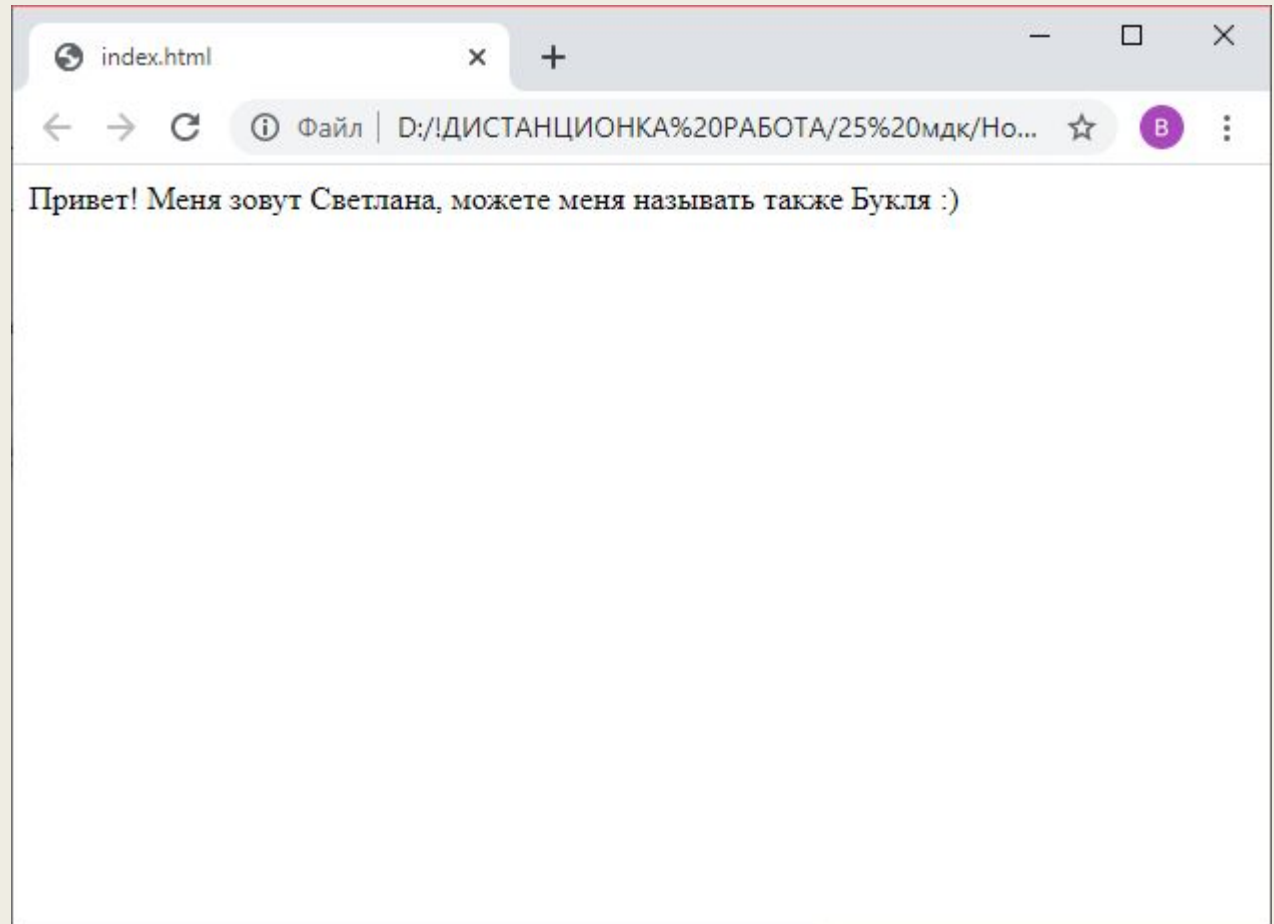 index.html
Файл | D:/!ДИСТАНЦИОНКА%20РАБОТА/25%20мдк/Но...
B
Привет! Меня зовут Светлана, можете меня называть также Букля :)